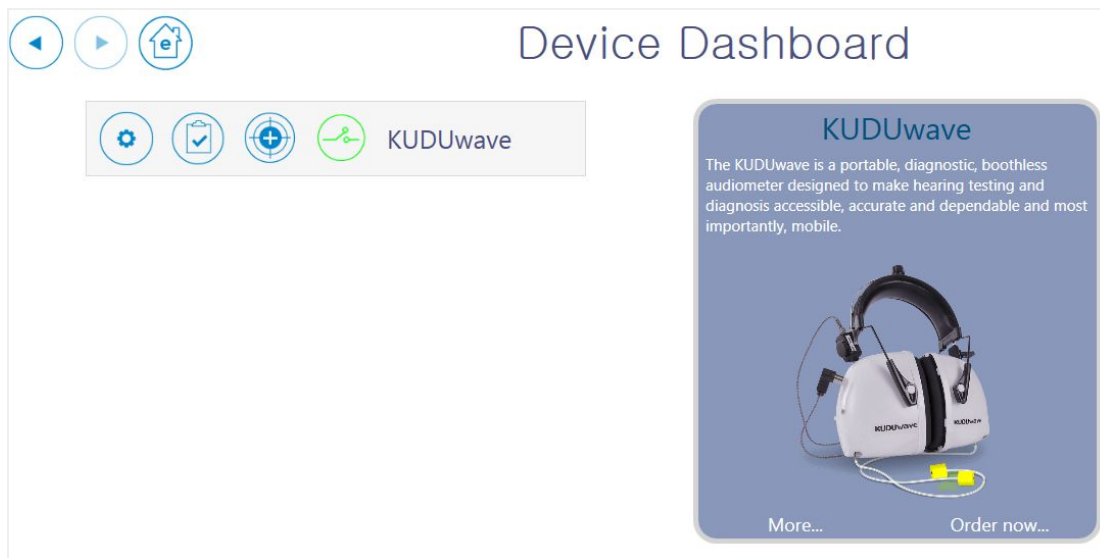 e
Device Dashboard
KUDUwave
KUDUwave
The KUDUwave is a portable, diagnostic, boothless
audiometer designed to make hearing testing and
diagnosis accessible, accurate and dependable and most
importantly, mobile.
KUDUwave
KUDUwave
More...
Order now...